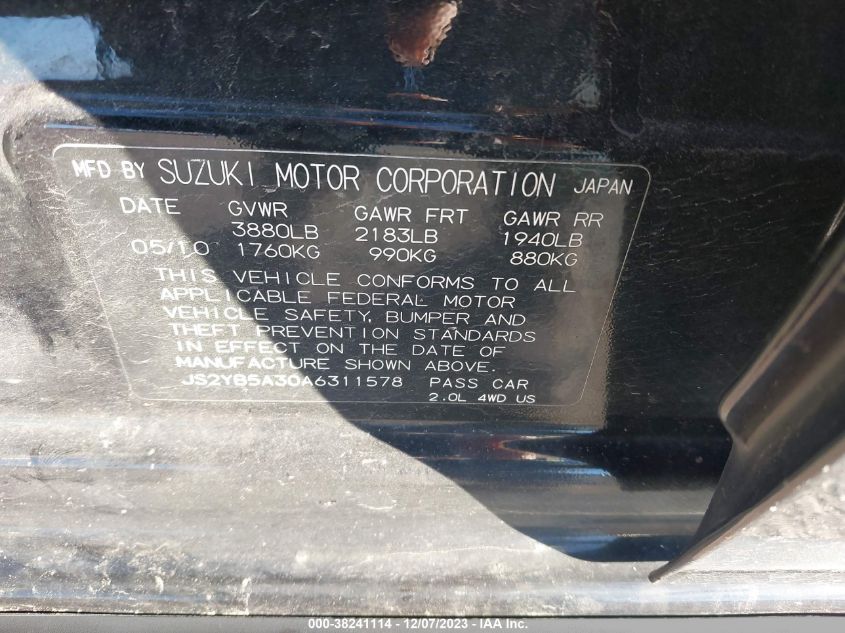 MFD BY SUZUKI MOTOR CORPORATION JAPAN
DATE GVWR GAWR FRT GAWR RR
3880LB 2183LB 1940LB
05/10 1760KG 990KG 880KG
THIS VEHICLE CONFORMS TO ALL
APPLICABLE FEDERAL MOTOR
VEHICLE SAFETY, BUMPER AND
THEFT PREVENTION STANDARDS
IN EFFECT ON THE DATE OF
MANUFACTURE SHOWN ABOVE.
JS2YB5A30A6311578 PASS CAR
2.0L 4WD US
000-38241114 - 12/07/2023 - IAAI.com